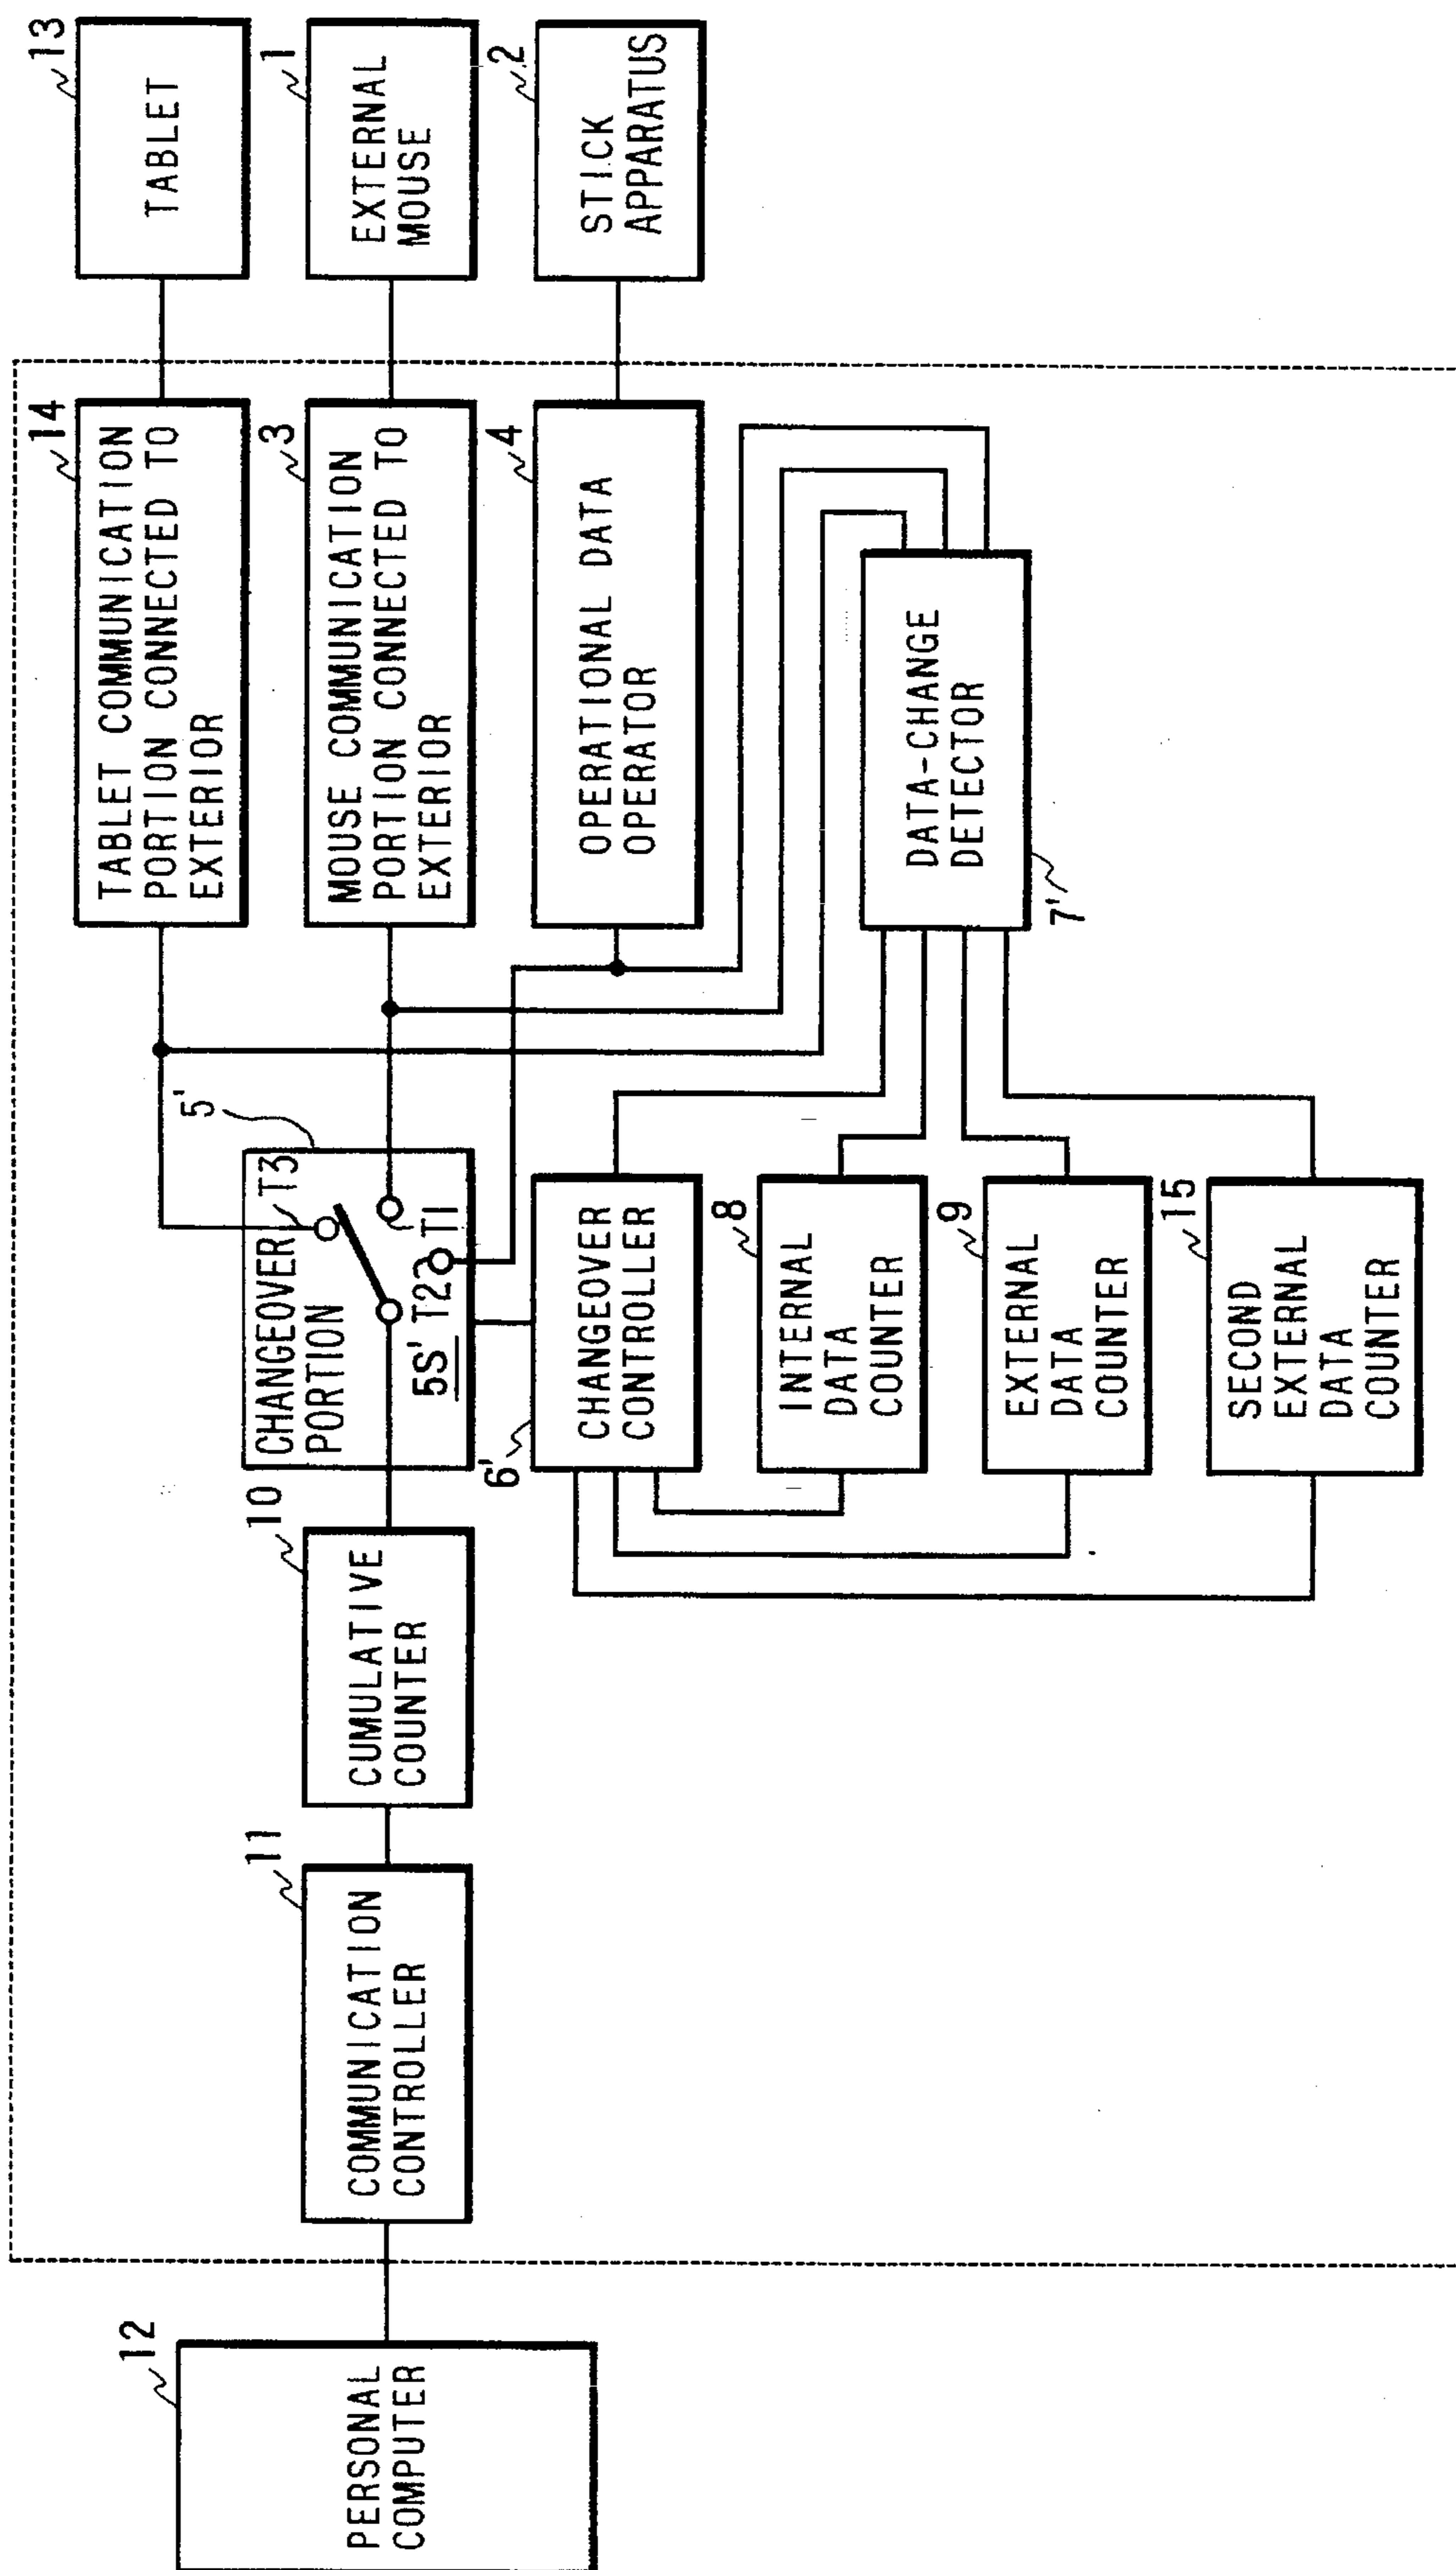 12
PERSONAL
COMPUTER
11
COMMUNICATION
CONTROLLER
10
CUMULATIVE
COUNTER
5'
CHANGEOVER
PORTION
T3
T1
T2
5S'
6'
CHANGEOVER
CONTROLLER
8
INTERNAL
DATA
COUNTER
9
EXTERNAL
DATA
COUNTER
15
SECOND
EXTERNAL
DATA
COUNTER
14
TABLET COMMUNICATION
PORTION CONNECTED TO
EXTERIOR
3
MOUSE COMMUNICATION
PORTION CONNECTED TO
EXTERIOR
4
OPERATIONAL DATA
OPERATOR
7'
DATA-CHANGE
DETECTOR
13
TABLET
1
EXTERNAL
MOUSE
2
STICK
APPARATUS